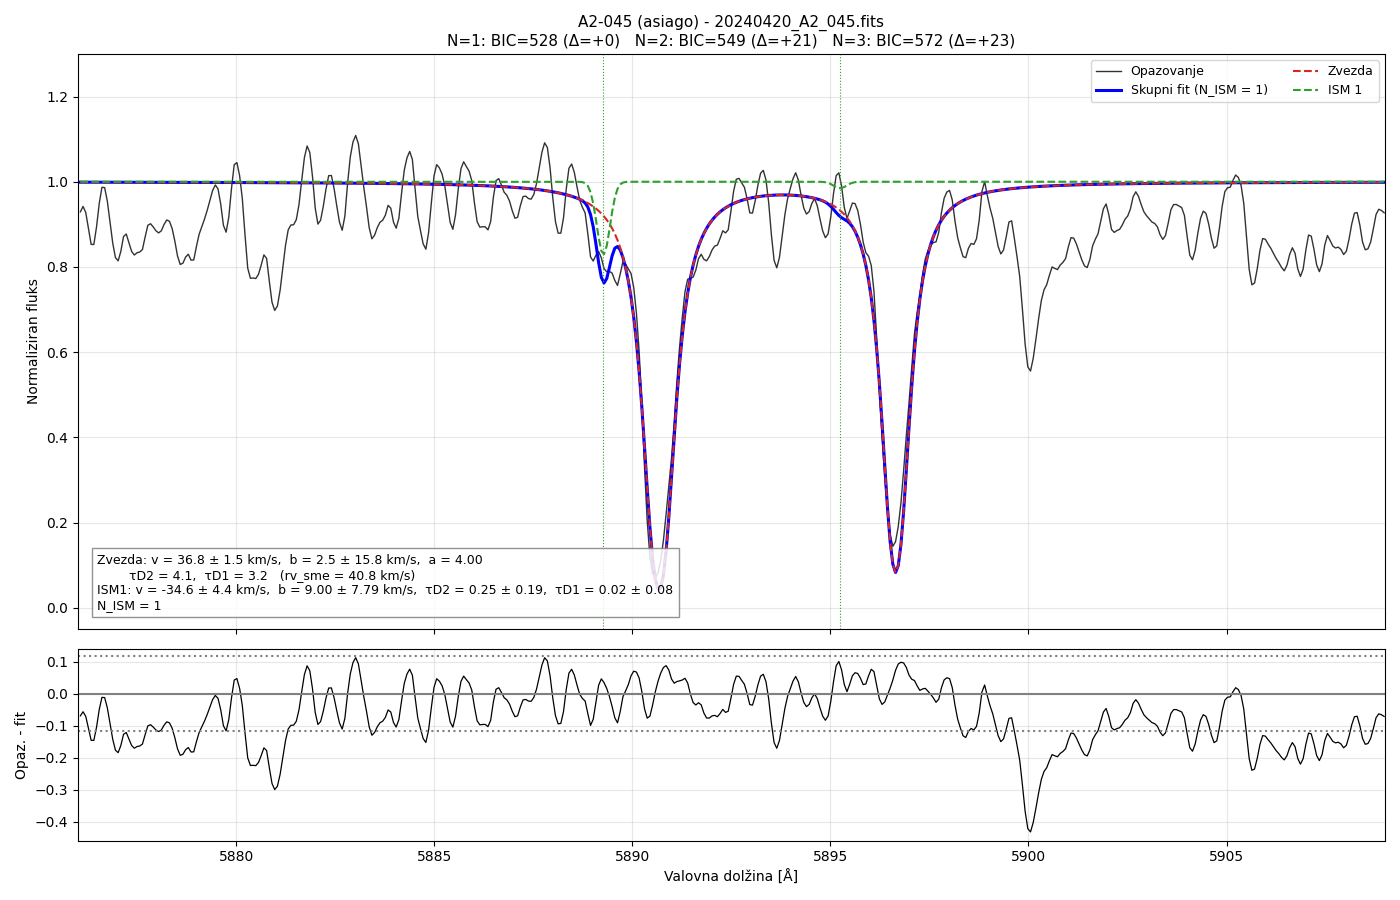 A2-045 (asiago) - 20240420_A2_045.fits
N=1: BIC=528 (Δ=+0)   N=2: BIC=549 (Δ=+21)   N=3: BIC=572 (Δ=+23)
Opazovanje
Skupni fit (N_ISM = 1)
Zvezda
ISM 1
Normaliziran fluks
1.2
1.0
0.8
0.6
0.4
0.2
0.0
Zvezda: v = 36.8 ± 1.5 km/s,  b = 2.5 ± 15.8 km/s,  a = 4.00
τD2 = 4.1,  τD1 = 3.2   (rv_sme = 40.8 km/s)
ISM1: v = -34.6 ± 4.4 km/s,  b = 9.00 ± 7.79 km/s,  τD2 = 0.25 ± 0.19,  τD1 = 0.02 ± 0.08
N_ISM = 1
Opaz. - fit
0.1
0.0
−0.1
−0.2
−0.3
−0.4
5880
5885
5890
5895
5900
5905
Valovna dolžina [Å]